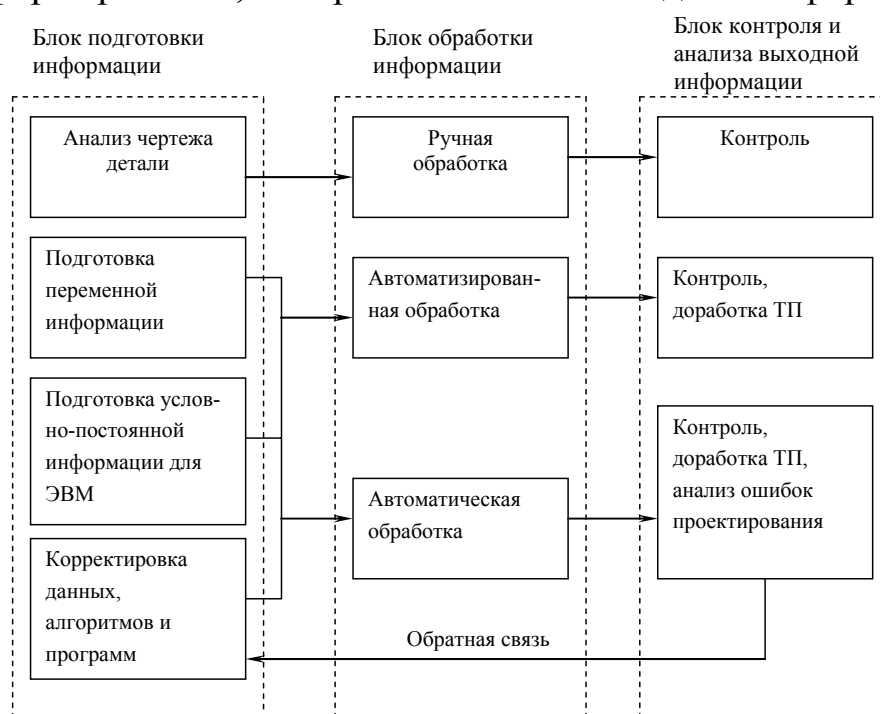 Блок подготовки
информации
Блок обработки
информации
Блок контроля и
анализа выходной
информации
Анализ чертежа
детали
Ручная
обработка
Контроль
Подготовка
переменной
информации
Автоматизирован-
ная обработка
Контроль,
доработка ТП
Подготовка услов-
но-постоянной
информации для
ЭВМ
Автоматическая
обработка
Контроль,
доработка ТП,
анализ ошибок
проектирования
Корректировка
данных,
алгоритмов и
программ
Обратная связь